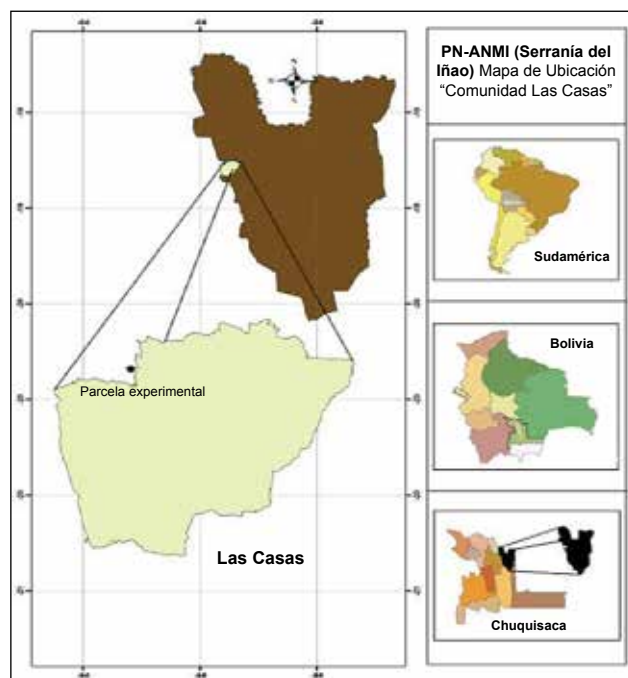 PN-ANMI (Serranía del
Iñao) Mapa de Ubicación
“Comunidad Las Casas”
Sudamérica
Bolivia
Parcela experimental
Las Casas
Chuquisaca